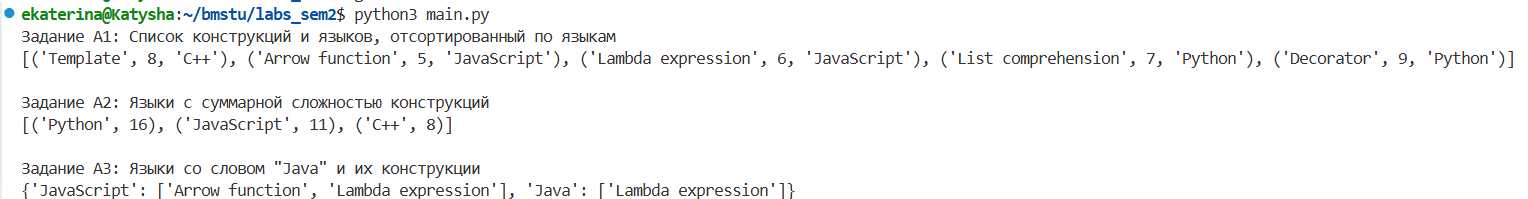 ekaterina@Katysha:~/bmstu/labs_sem2$ python3 main.py
Задание А1: Список конструкций и языков, отсортированный по языкам
[('Template', 8, 'C++'), ('Arrow function', 5, 'JavaScript'), ('Lambda expression', 6, 'JavaScript'), ('List comprehension', 7, 'Python'), ('Decorator', 9, 'Python')]
Задание А2: Языки с суммарной сложностью конструкций
[('Python', 16), ('JavaScript', 11), ('C++', 8)]
Задание А3: Языки со словом "Java" и их конструкции
{'JavaScript': ['Arrow function', 'Lambda expression'], 'Java': ['Lambda expression']}